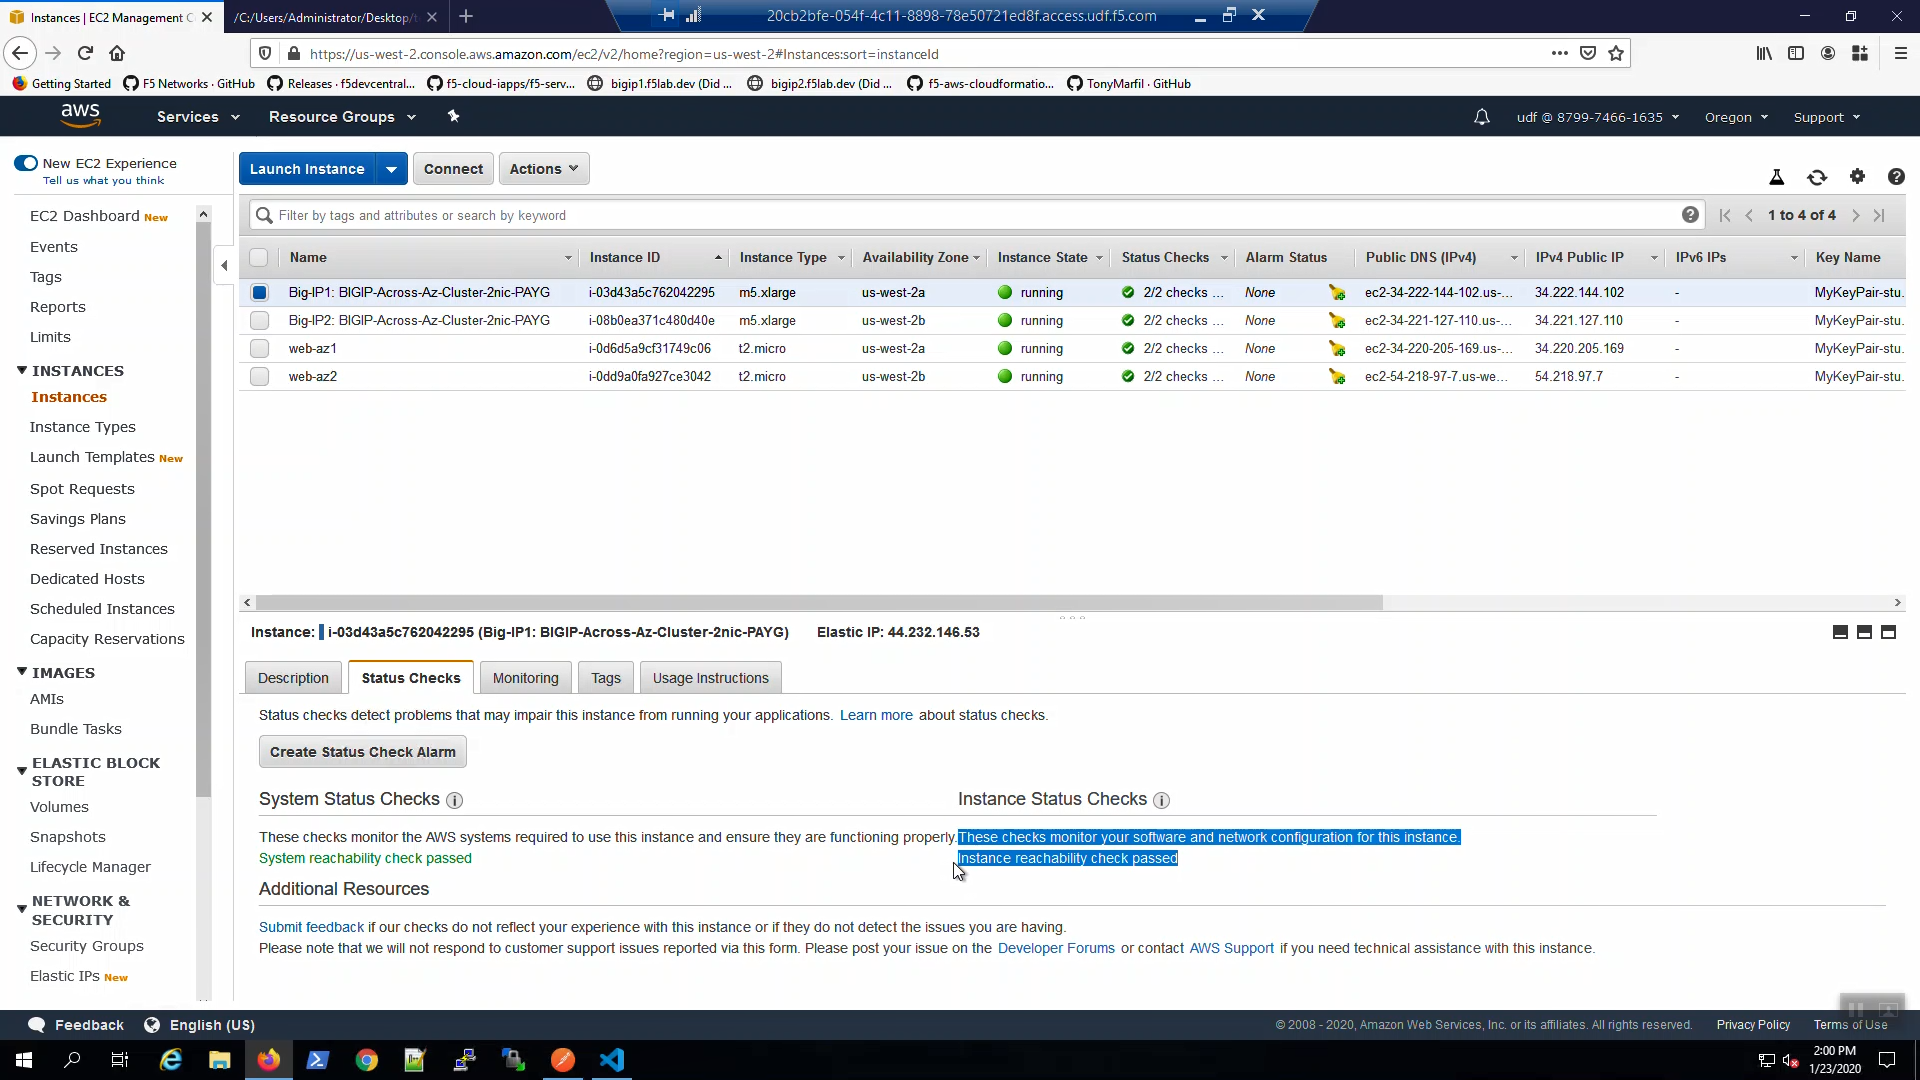 Instances | EC2 Management C
/C:/Users/Administrator/Desktop/t
20cb2bfe-054f-4c11-8898-78e50721ed8f.access.udf.f5.com
https://us-west-2.console.aws.amazon.com/ec2/v2/home?region=us-west-2#Instances:sort=instanceId
Getting Started F5 Networks · GitHub Releases · f5devcentral... f5-cloud-iapps/f5-serv... bigip1.f5lab.dev (Did ... bigip2.f5lab.dev (Did ... f5-aws-cloudformatio... TonyMarfil · GitHub
aws Services Resource Groups udf @ 8799-7466-1635 Oregon Support
New EC2 Experience
Tell us what you think
EC2 Dashboard New
Events
Tags
Reports
Limits
INSTANCES
Instances
Instance Types
Launch Templates New
Spot Requests
Savings Plans
Reserved Instances
Dedicated Hosts
Scheduled Instances
Capacity Reservations
IMAGES
AMIs
Bundle Tasks
ELASTIC BLOCK
STORE
Volumes
Snapshots
Lifecycle Manager
NETWORK &
SECURITY
Security Groups
Elastic IPs New
Launch Instance Connect Actions
Filter by tags and attributes or search by keyword
1 to 4 of 4
Name Instance ID Instance Type Availability Zone Instance State Status Checks Alarm Status Public DNS (IPv4) IPv4 Public IP IPv6 IPs Key Name
Big-IP1: BIGIP-Across-Az-Cluster-2nic-PAYG i-03d43a5c762042295 m5.xlarge us-west-2a running 2/2 checks ... None ec2-34-222-144-102.us-... 34.222.144.102 - MyKeyPair-stu.
Big-IP2: BIGIP-Across-Az-Cluster-2nic-PAYG i-08b0ea371c480d40e m5.xlarge us-west-2b running 2/2 checks ... None ec2-34-221-127-110.us-... 34.221.127.110 - MyKeyPair-stu.
web-az1 i-0d6d5a9cf31749c06 t2.micro us-west-2a running 2/2 checks ... None ec2-34-220-205-169.us-... 34.220.205.169 - MyKeyPair-stu.
web-az2 i-0dd9a0fa927ce3042 t2.micro us-west-2b running 2/2 checks ... None ec2-54-218-97-7.us-we... 54.218.97.7 - MyKeyPair-stu.
Instance: i-03d43a5c762042295 (Big-IP1: BIGIP-Across-Az-Cluster-2nic-PAYG) Elastic IP: 44.232.146.53
Description Status Checks Monitoring Tags Usage Instructions
Status checks detect problems that may impair this instance from running your applications. Learn more about status checks.
Create Status Check Alarm
System Status Checks
These checks monitor the AWS systems required to use this instance and ensure they are functioning properly.
System reachability check passed
Instance Status Checks
These checks monitor your software and network configuration for this instance.
Instance reachability check passed
Additional Resources
Submit feedback if our checks do not reflect your experience with this instance or if they do not detect the issues you are having.
Please note that we will not respond to customer support issues reported via this form. Please post your issue on the Developer Forums or contact AWS Support if you need technical assistance with this instance.
Feedback English (US) © 2008 - 2020, Amazon Web Services, Inc. or its affiliates. All rights reserved. Privacy Policy Terms of Use
2:00 PM
1/23/2020